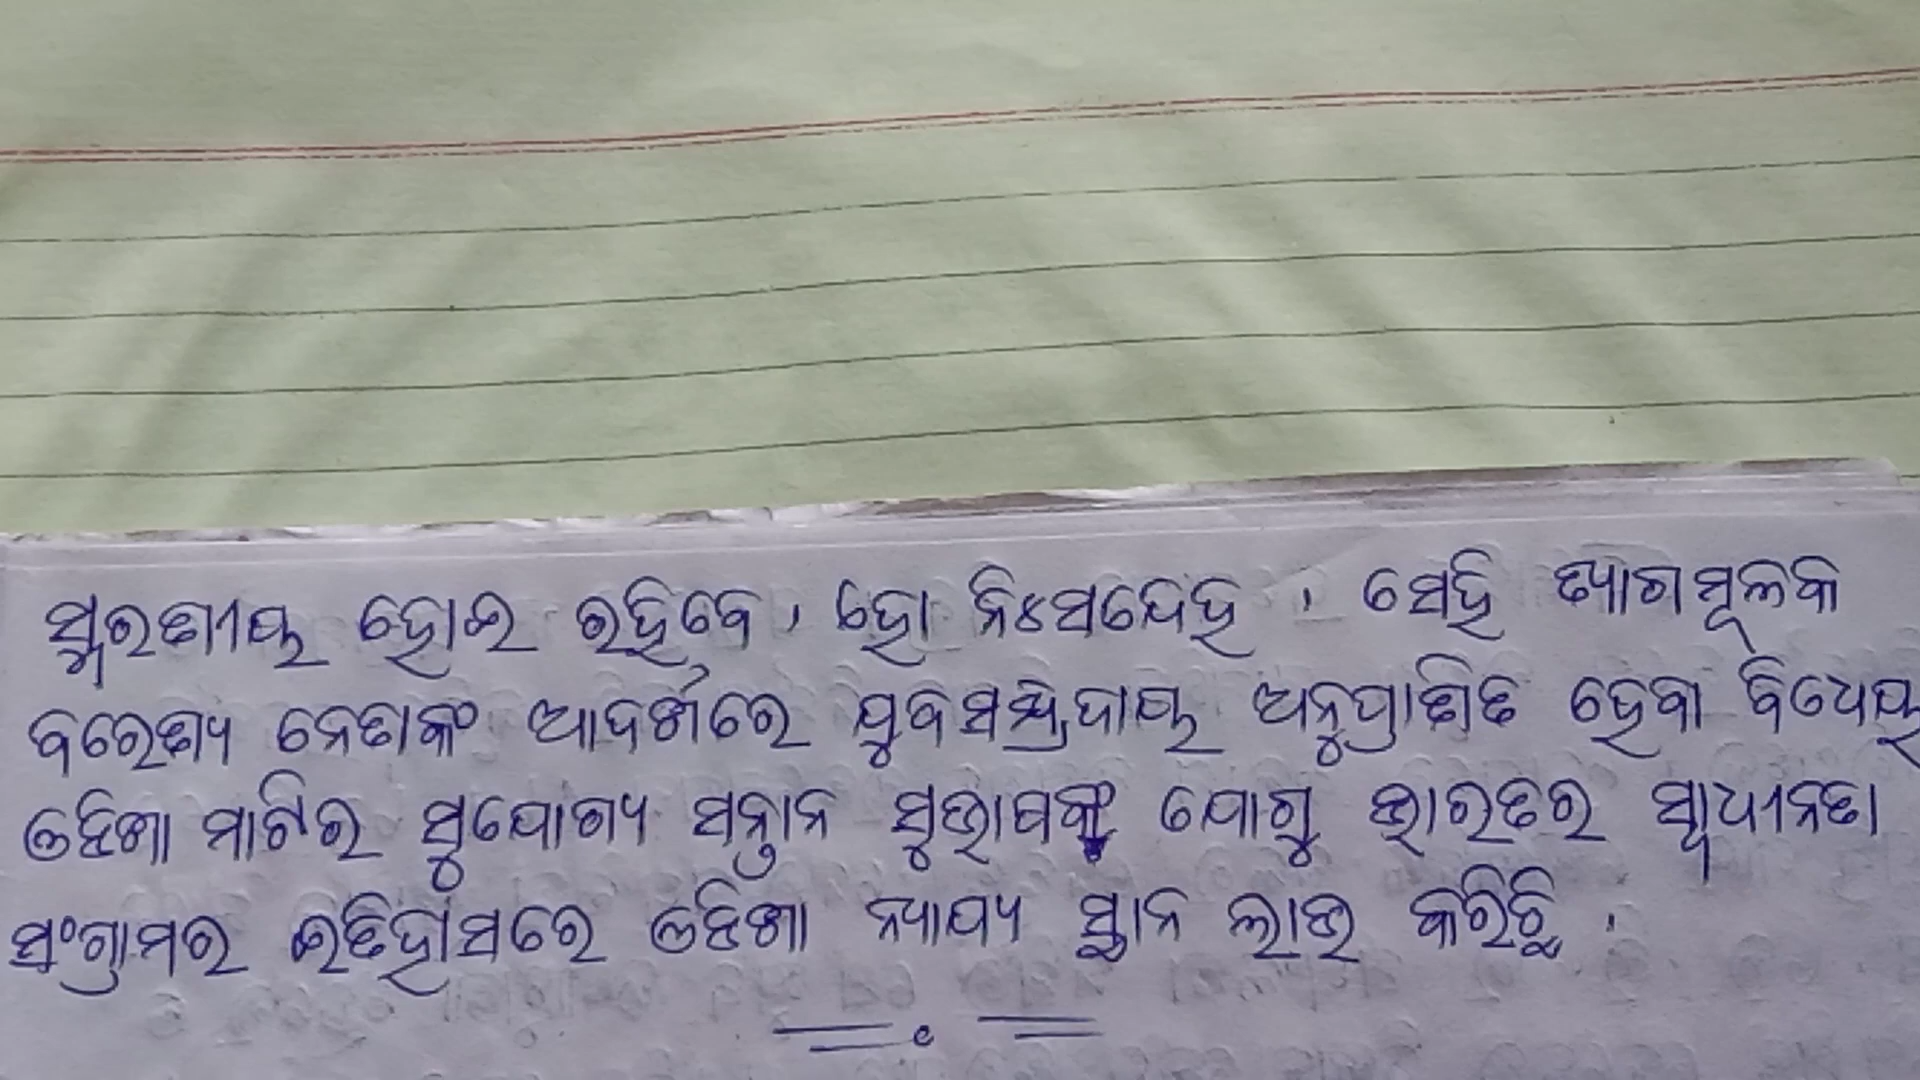 ସ୍ମରଣୀୟ ହୋଇ ରହିବେ, ହୋ ନିଃସନ୍ଦେହ । ସେହି ତ୍ୟାଗମୂଳକ
ବରେଣ୍ୟ ନେତାଙ୍କ ଆଦର୍ଶରେ ଯୁବସମ୍ପ୍ରଦାୟ ଅନୁପ୍ରାଣିତ ହେବା ବିଧେୟ
ଓଡ଼ିଶା ମାଟିର ସୁଯୋଗ୍ୟ ସନ୍ତାନ ସୁଭାଷଙ୍କ ଯୋଗୁ ଭାରତର ସ୍ୱାଧୀନତା
ସଂଗ୍ରାମର ଇତିହାସରେ ଓଡ଼ିଶା ନ୍ୟାଯ୍ୟ ସ୍ଥାନ ଲାଭ କରିଛି ।